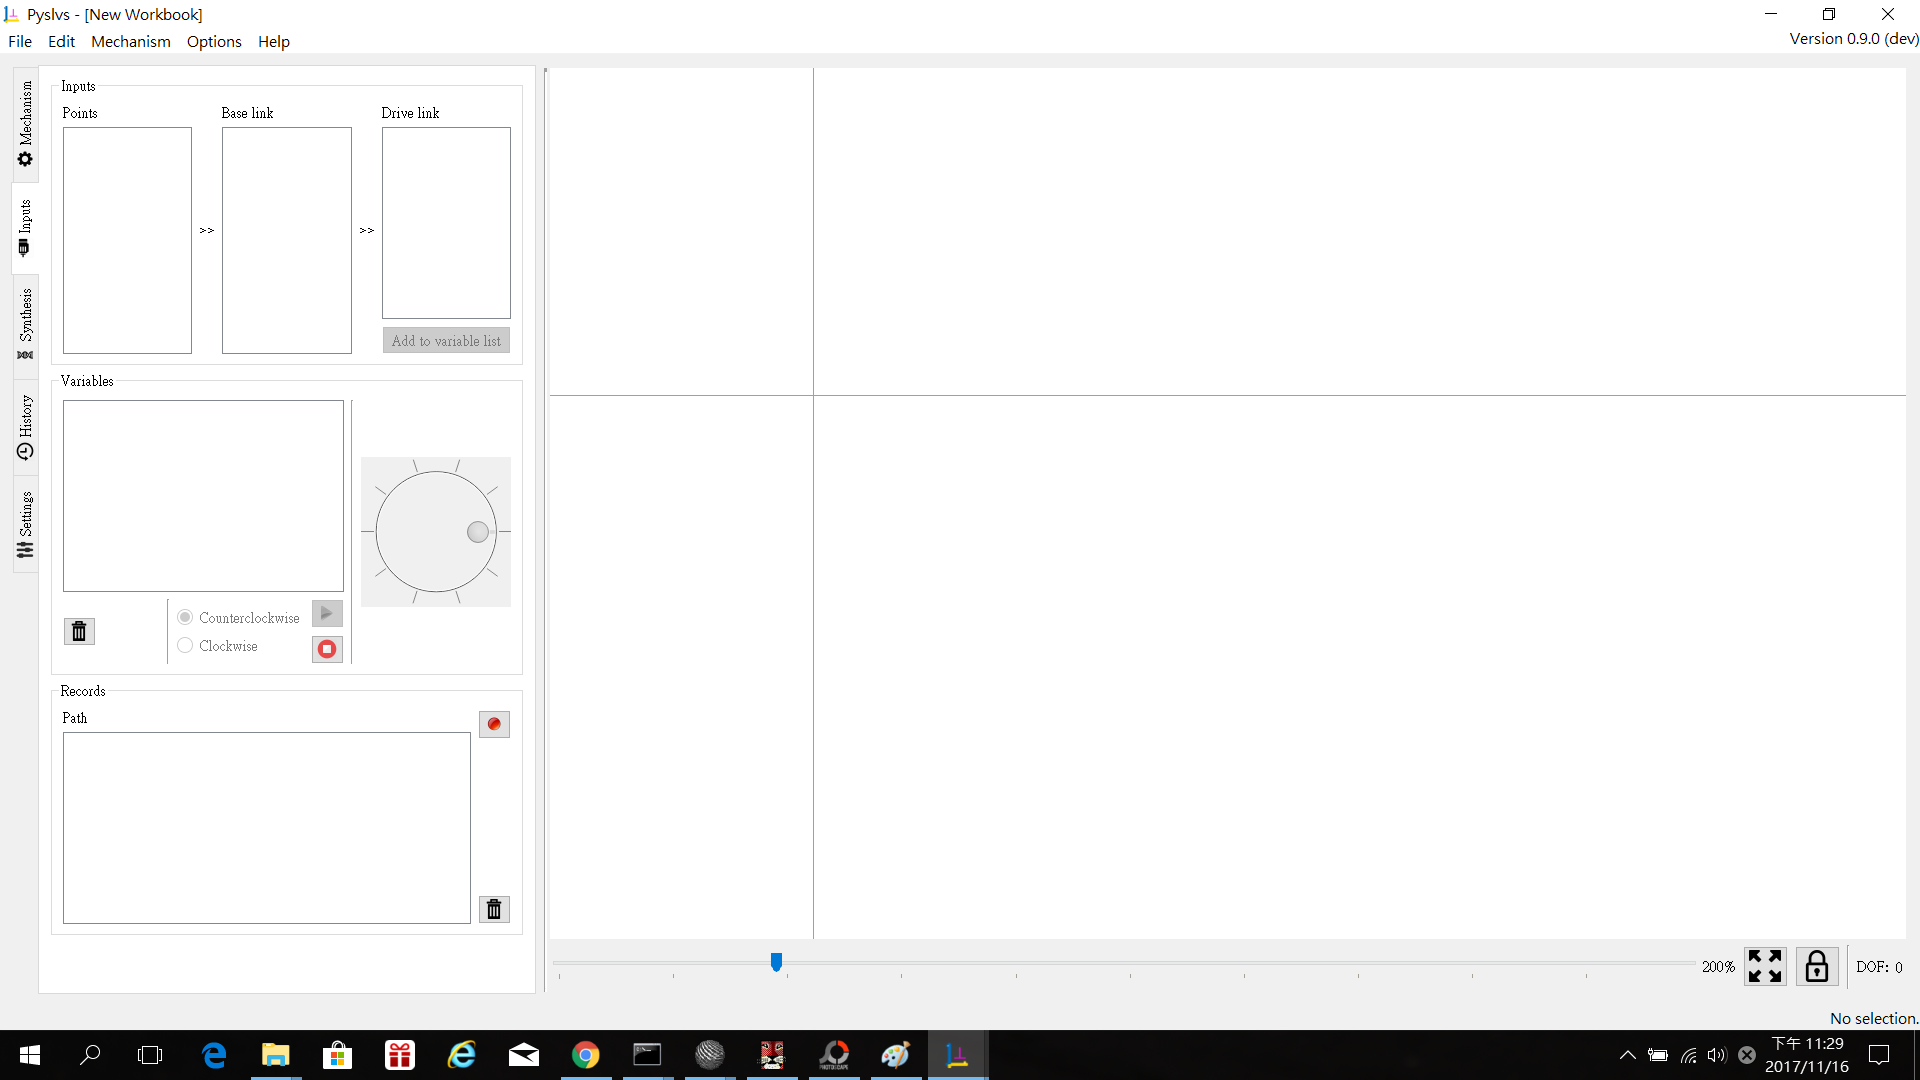 Pyslvs - [New Workbook]
File Edit Mechanism Options Help
Version 0.9.0 (dev)
Mechanism
Inputs
Synthesis
History
Settings
Inputs
Points
Base link
Drive link
>>
>>
Add to variable list
Variables
Counterclockwise
Clockwise
Records
Path
200%
DOF: 0
No selection.
PHOTOSCAPE
下午 11:29
2017/11/16